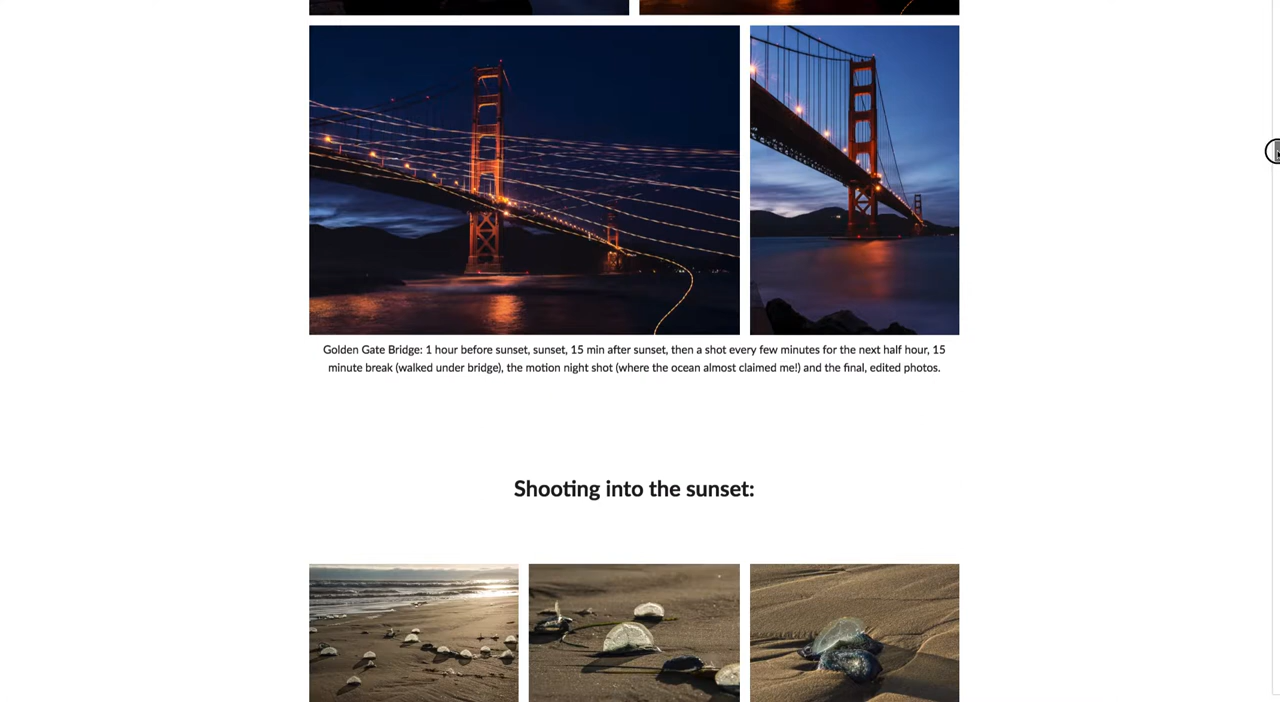 Golden Gate Bridge: 1 hour before sunset, sunset, 15 min after sunset, then a shot every few minutes for the next half hour, 15
minute break (walked under bridge), the motion night shot (where the ocean almost claimed me!) and the final, edited photos.
Shooting into the sunset: